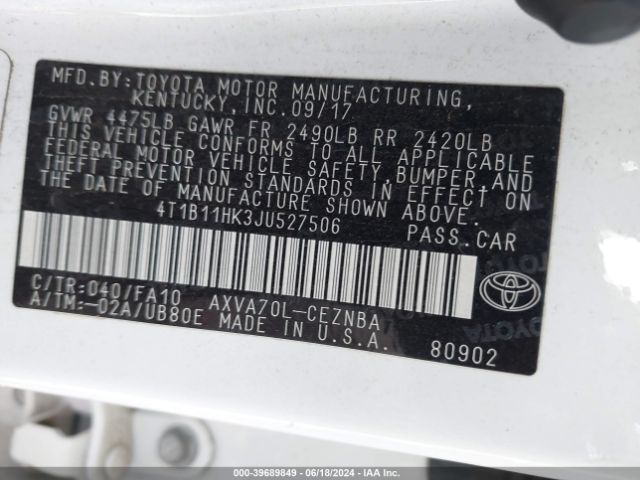 MFD. BY: TOYOTA MOTOR MANUFACTURING,
KENTUCKY, INC. 09/17
GVWR 4475LB GAWR FR 2490LB RR 2420LB
THIS VEHICLE CONFORMS TO ALL APPLICABLE
FEDERAL MOTOR VEHICLE SAFETY, BUMPER, AND
THEFT PREVENTION STANDARDS IN EFFECT ON
THE DATE OF MANUFACTURE SHOWN ABOVE.
4T1B11HK3JU527506 PASS.CAR
C/TR:040/FA10 AXVA70L-CEZNBA
A/TM:-02A/UB80E MADE IN U.S.A.
80902
000-39689849 - 06/18/2024 - IAA Inc.